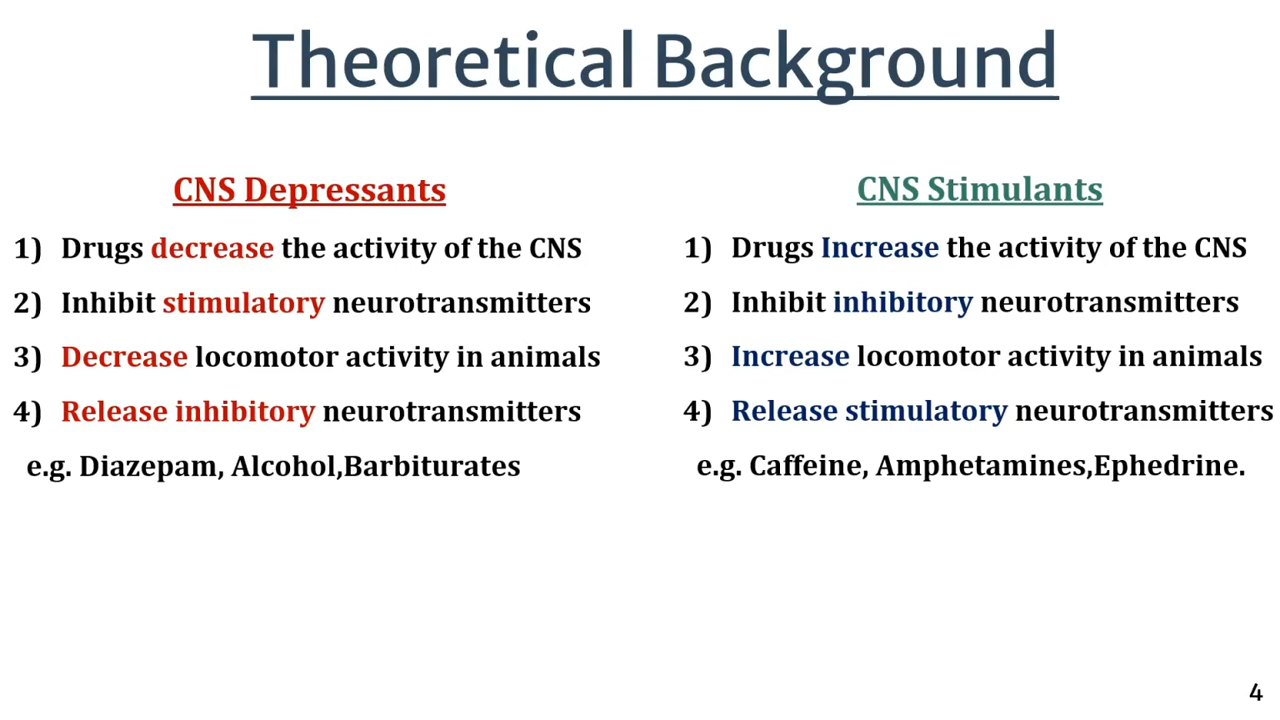 Theoretical Background
CNS Depressants
1) Drugs decrease the activity of the CNS
2) Inhibit stimulatory neurotransmitters
3) Decrease locomotor activity in animals
4) Release inhibitory neurotransmitters
e.g. Diazepam, Alcohol,Barbiturates
CNS Stimulants
1) Drugs Increase the activity of the CNS
2) Inhibit inhibitory neurotransmitters
3) Increase locomotor activity in animals
4) Release stimulatory neurotransmitters
e.g. Caffeine, Amphetamines,Ephedrine.
4